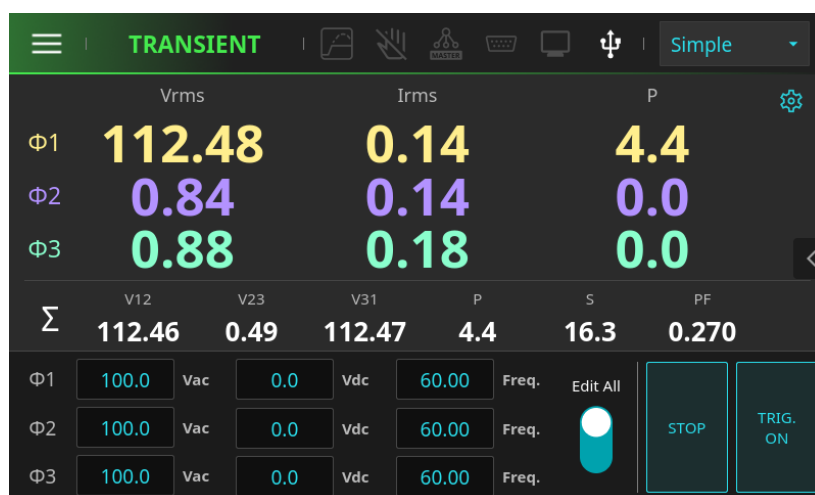 TRANSIENT MASTER Simple
Vrms Irms P
Φ1 112.48 0.14 4.4
Φ2 0.84 0.14 0.0
Φ3 0.88 0.18 0.0
V12 V23 V31 P S PF
Σ 112.46 0.49 112.47 4.4 16.3 0.270
Φ1 100.0 Vac 0.0 Vdc 60.00 Freq. Edit All
Φ2 100.0 Vac 0.0 Vdc 60.00 Freq. STOP TRIG. ON
Φ3 100.0 Vac 0.0 Vdc 60.00 Freq.